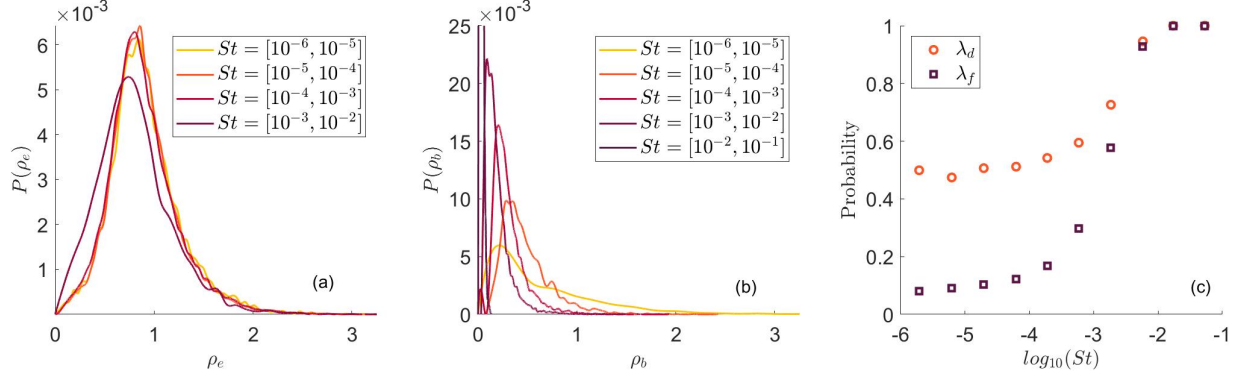 ×10⁻³
6
5
4
3
2
1
P(ρₑ)
St = [10⁻⁶, 10⁻⁵]
St = [10⁻⁵, 10⁻⁴]
St = [10⁻⁴, 10⁻³]
St = [10⁻³, 10⁻²]
(a)
0 1 2 3
ρₑ
25 ×10⁻³
20
15
10
5
0
P(ρ_b)
St = [10⁻⁶, 10⁻⁵]
St = [10⁻⁵, 10⁻⁴]
St = [10⁻⁴, 10⁻³]
St = [10⁻³, 10⁻²]
St = [10⁻², 10⁻¹]
(b)
0 1 2 3
ρ_b
1
0.8
0.6
0.4
0.2
0
Probability
λ_d
λ_f
(c)
-6 -5 -4 -3 -2 -1
log₁₀(St)